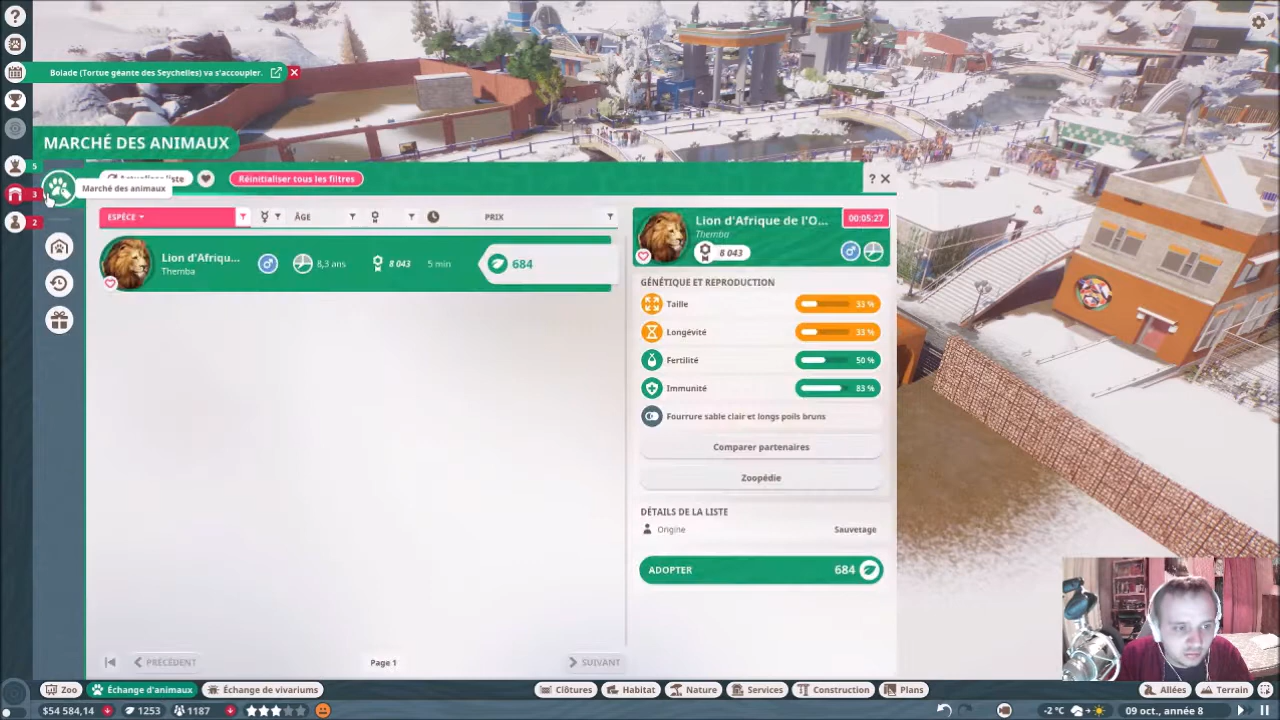 Bolade (Tortue géante des Seychelles) va s'accoupler.
MARCHÉ DES ANIMAUX
5
Réinitialiser tous les filtres
Marché des animaux
3
2
ESPÈCE
ÂGE
PRIX
Lion d'Afriqu...
Themba
8,3 ans
8 043
5 min
684
Lion d'Afrique de l'O...
00:05:27
Themba
8 043
GÉNÉTIQUE ET REPRODUCTION
Taille
33 %
Longévité
33 %
Fertilité
50 %
Immunité
83 %
Fourrure sable clair et longs poils bruns
Comparer partenaires
Zoopédie
DÉTAILS DE LA LISTE
Origine
Sauvetage
ADOPTER
684
PRÉCÉDENT
Page 1
SUIVANT
Zoo
Échange d'animaux
Échange de vivariums
Clôtures
Habitat
Nature
Services
Construction
Plans
Allées
Terrain
$54 584,14
1253
1187
-2 °C
09 oct., année 8